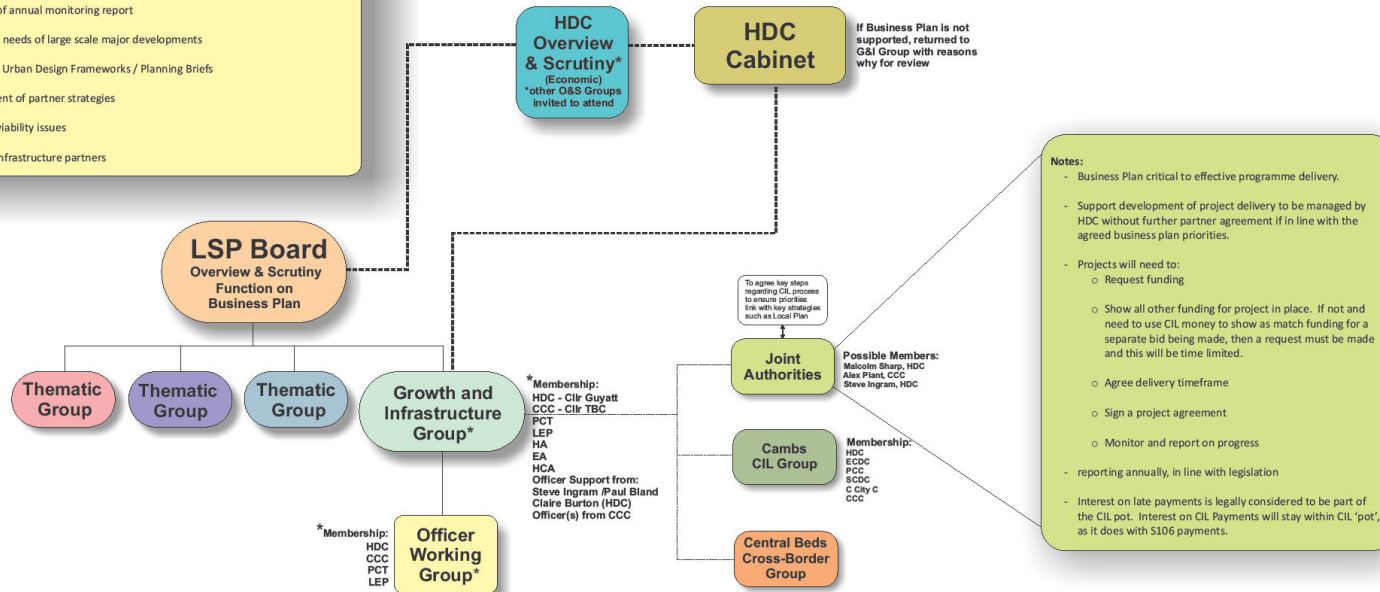 of annual monitoring report
needs of large scale major developments
Urban Design Frameworks / Planning Briefs
ent of partner strategies
viability issues
nfrastructure partners
HDC
Overview
& Scrutiny*
(Economic)
*other O&S Groups
invited to attend
HDC
Cabinet
If Business Plan is not
supported, returned to
G&I Group with reasons
why for review
LSP Board
Overview & Scrutiny
Function on
Business Plan
Thematic
Group
Thematic
Group
Thematic
Group
Growth and
Infrastructure
Group*
*Membership:
HDC - Cllr Guyatt
CCC - Cllr TBC
PCT
LEP
HA
EA
HCA
Officer Support from:
Steve Ingram /Paul Bland
Claire Burton (HDC)
Officer(s) from CCC
*Membership:
HDC
CCC
PCT
LEP
Officer
Working
Group*
To agree key steps
regarding CIL process
to ensure priorities
link with key strategies
such as Local Plan
Joint
Authorities
Possible Members:
Malcolm Sharp, HDC
Alex Plant, CCC
Steve Ingram, HDC
Cambs
CIL Group
Membership:
HDC
ECDC
PCC
SCDC
C City C
CCC
Central Beds
Cross-Border
Group
Notes:
- Business Plan critical to effective programme delivery.
- Support development of project delivery to be managed by
HDC without further partner agreement if in line with the
agreed business plan priorities.
- Projects will need to:
o Request funding
o Show all other funding for project in place. If not and
need to use CIL money to show as match funding for a
separate bid being made, then a request must be made
and this will be time limited.
o Agree delivery timeframe
o Sign a project agreement
o Monitor and report on progress
- reporting annually, in line with legislation
- Interest on late payments is legally considered to be part of
the CIL pot. Interest on CIL Payments will stay within CIL 'pot',
as it does with S106 payments.